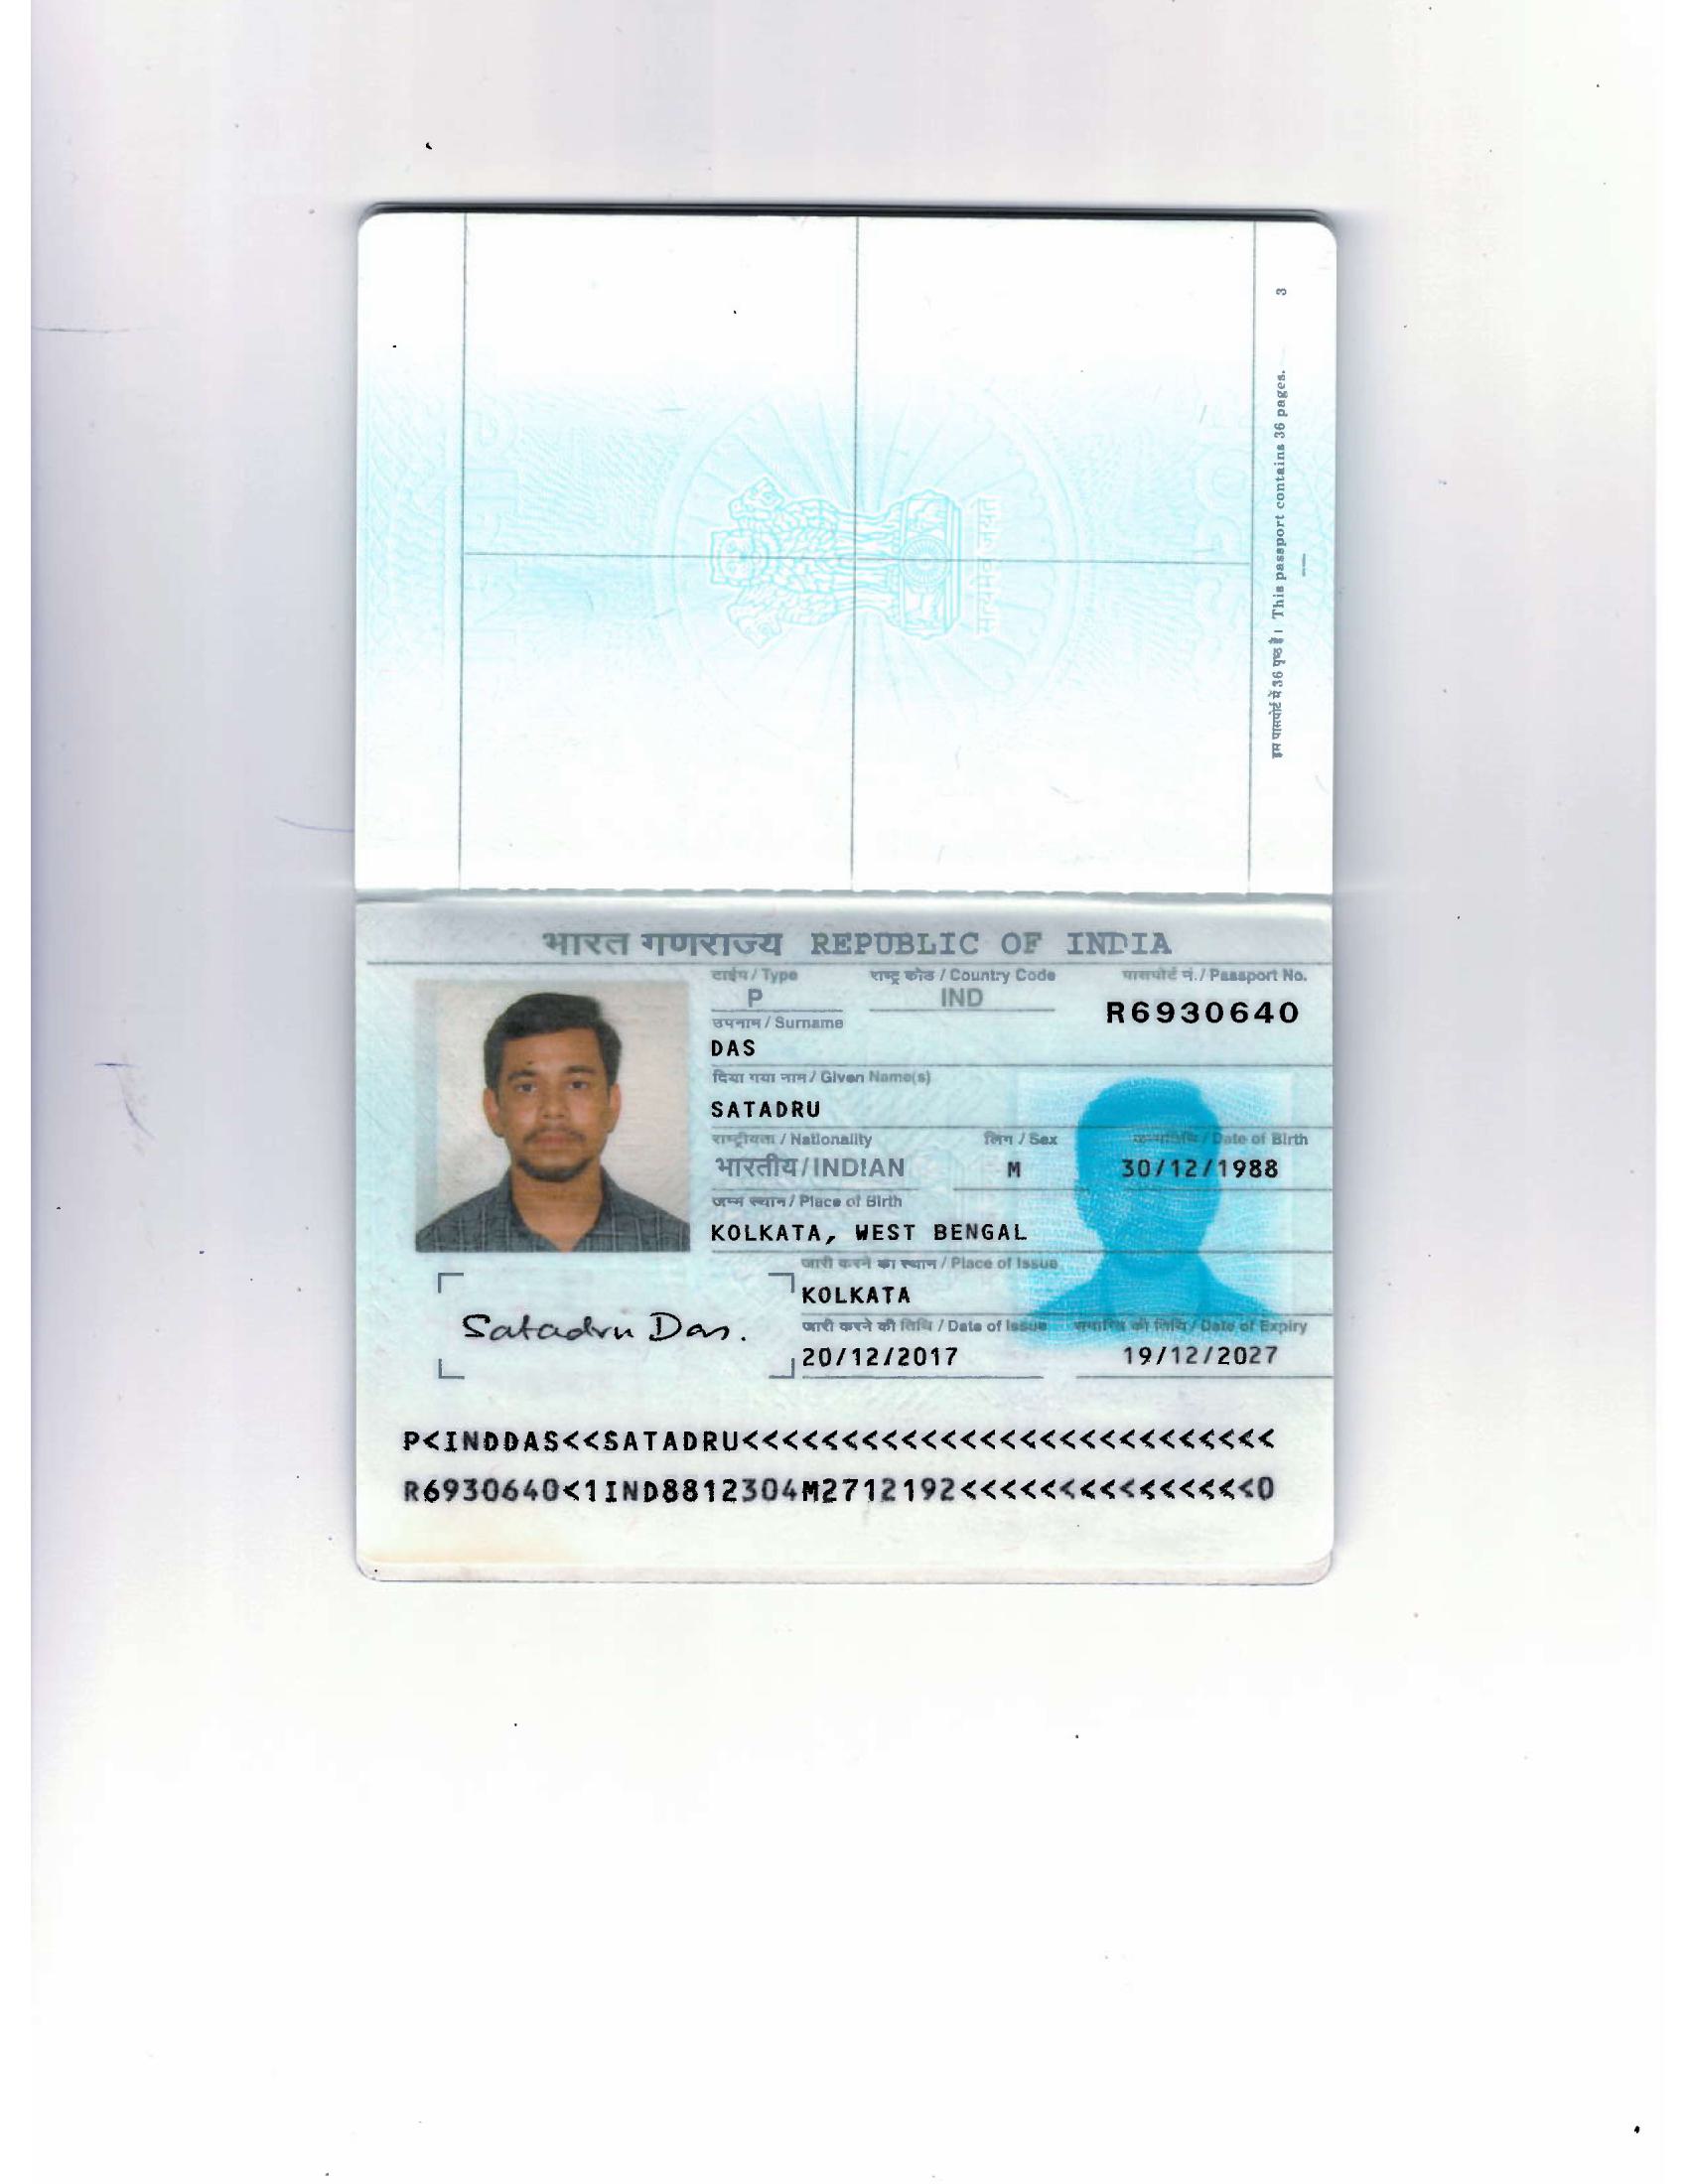 3
इस पासपोर्ट में 36 पृष्ठ हैं। This passport contains 36 pages.
सत्यमेव जयते
भारत गणराज्य REPUBLIC OF INDIA
टाईप / Type राष्ट्र कोड / Country Code पासपोर्ट नं. / Passport No.
P IND R6930640
उपनाम / Surname
DAS
दिया गया नाम / Given Name(s)
SATADRU
राष्ट्रीयता / Nationality लिंग / Sex जन्मतिथि / Date of Birth
भारतीय/INDIAN M 30/12/1988
जन्म स्थान / Place of Birth
KOLKATA, WEST BENGAL
जारी करने का स्थान / Place of Issue
KOLKATA
Satadru Das.
जारी करने की तिथि / Date of Issue समाप्ति की तिथि / Date of Expiry
20/12/2017 19/12/2027
P<INDDAS<<SATADRU<<<<<<<<<<<<<<<<<<<<<<<<<<<
R6930640<1IND8812304M2712192<<<<<<<<<<<<<<<0